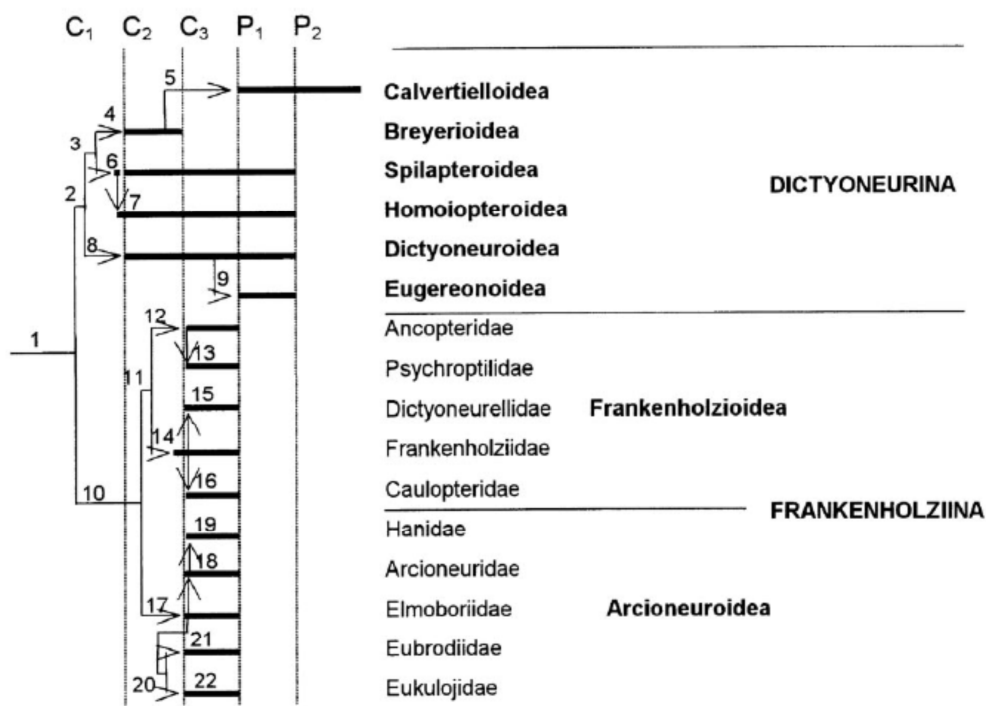 C₁ C₂ C₃ P₁ P₂
5
Calvertielloidea
4
Breyerioidea
3
6
Spilapteroidea
DICTYONEURINA
2
7
Homoiopteroidea
8
Dictyoneuroidea
9
Eugereonoidea
12
Ancopteridae
1
13
Psychroptilidae
11
15
Dictyoneurellidae Frankenholzioidea
14
Frankenholziidae
10
16
Caulopteridae
FRANKENHOLZIINA
19
Hanidae
18
Arcioneuridae
17
Elmoboriidae Arcioneuroidea
21
Eubrodiidae
20
22
Eukulojidae